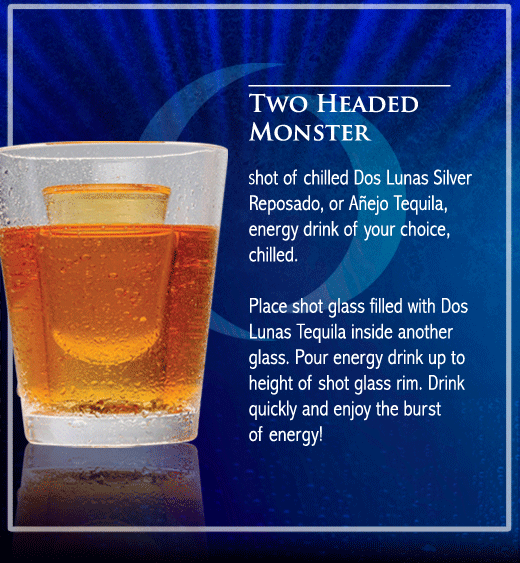 Two Headed
Monster
shot of chilled Dos Lunas Silver
Reposado, or Añejo Tequila,
energy drink of your choice,
chilled.
Place shot glass filled with Dos
Lunas Tequila inside another
glass. Pour energy drink up to
height of shot glass rim. Drink
quickly and enjoy the burst
of energy!